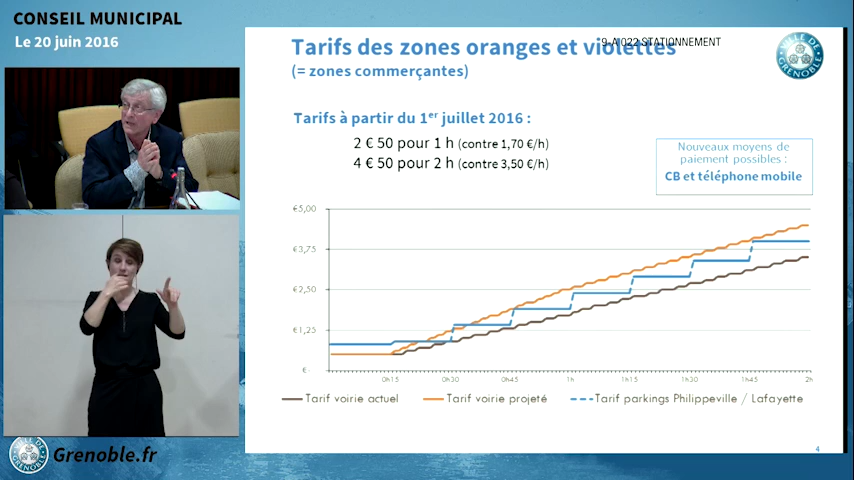 CONSEIL MUNICIPAL
Le 20 juin 2016
Tarifs des zones oranges et violettes
9-A 022 STATIONNEMENT
(= zones commerçantes)
VILLE DE GRENOBLE
Tarifs à partir du 1er juillet 2016 :
2 € 50 pour 1 h (contre 1,70 €/h)
4 € 50 pour 2 h (contre 3,50 €/h)
Nouveaux moyens de
paiement possibles :
CB et téléphone mobile
€ 5,00
€ 3,75
€ 2,50
€ 1,25
€ -
0h15 0h30 0h45 1h 1h15 1h30 1h45 2h
Tarif voirie actuel Tarif voirie projeté Tarif parkings Philippeville / Lafayette
4
VILLE DE GRENOBLE
Grenoble.fr